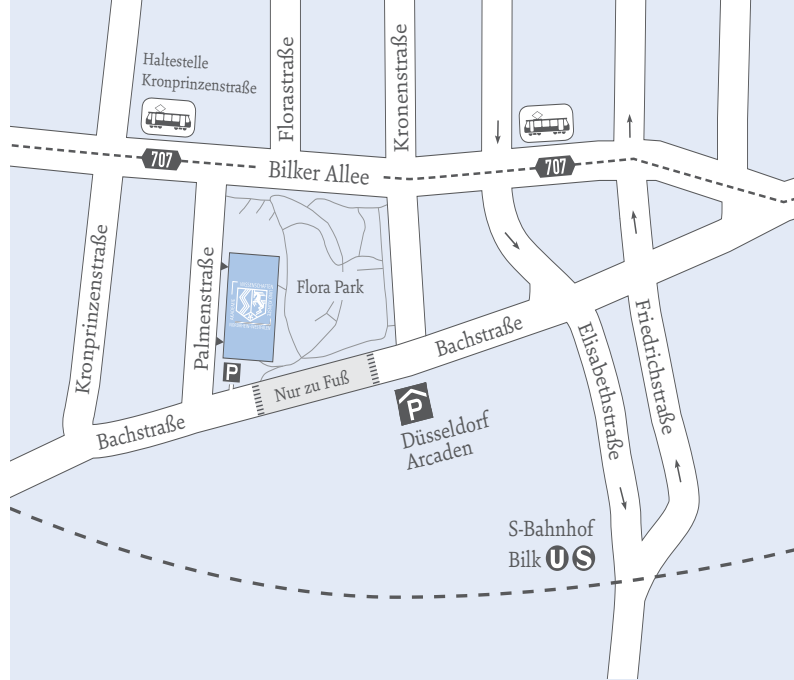 Haltestelle
Kronprinzenstraße
Florastraße
Kronenstraße
707
Bilker Allee
707
Kronprinzenstraße
Palmenstraße
Flora Park
P
Nur zu Fuß
Bachstraße
Bachstraße
P
Düsseldorf
Arcaden
Elisabethstraße
Friedrichstraße
S-Bahnhof
Bilk U S